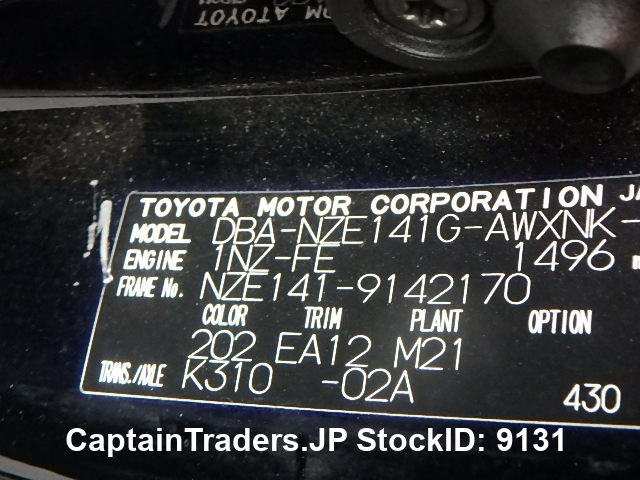 TOYOTA MOTOR CORPORATION JA
MODEL DBA-NZE141G-AWXNK-
ENGINE 1NZ-FE 1496
FRAME No. NZE141-9142170
COLOR TRIM PLANT OPTION
202 EA12 M21
TRANS./AXLE K310 -02A
430
CaptainTraders.JP StockID: 9131